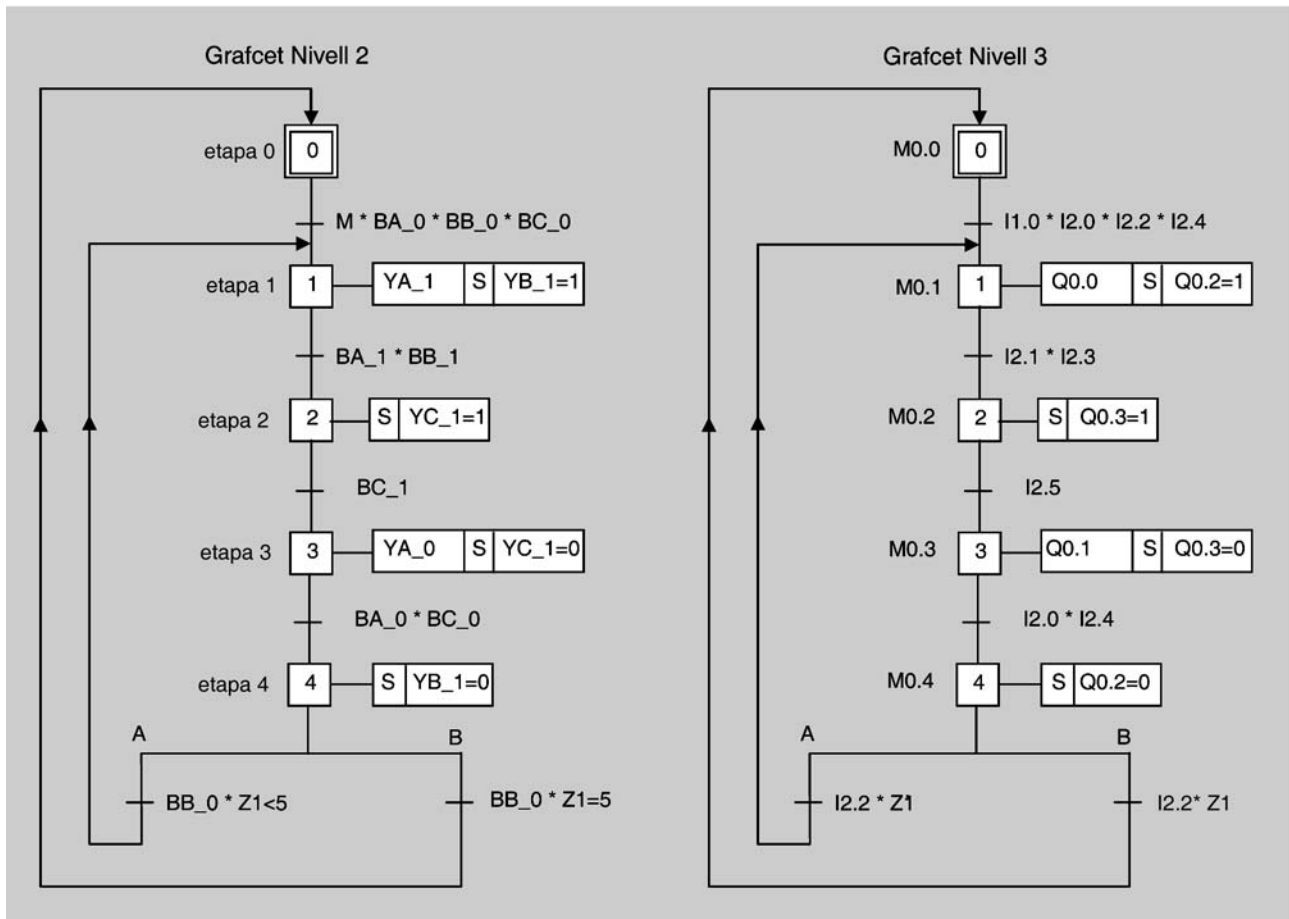 Grafcet Nivell 2
etapa 0
0
M * BA_0 * BB_0 * BC_0
etapa 1
1
YA_1
S
YB_1=1
BA_1 * BB_1
etapa 2
2
S
YC_1=1
BC_1
etapa 3
3
YA_0
S
YC_1=0
BA_0 * BC_0
etapa 4
4
S
YB_1=0
A
B
BB_0 * Z1<5
BB_0 * Z1=5
Grafcet Nivell 3
M0.0
0
I1.0 * I2.0 * I2.2 * I2.4
M0.1
1
Q0.0
S
Q0.2=1
I2.1 * I2.3
M0.2
2
S
Q0.3=1
I2.5
M0.3
3
Q0.1
S
Q0.3=0
I2.0 * I2.4
M0.4
4
S
Q0.2=0
A
B
I2.2 * Z1'
I2.2* Z1